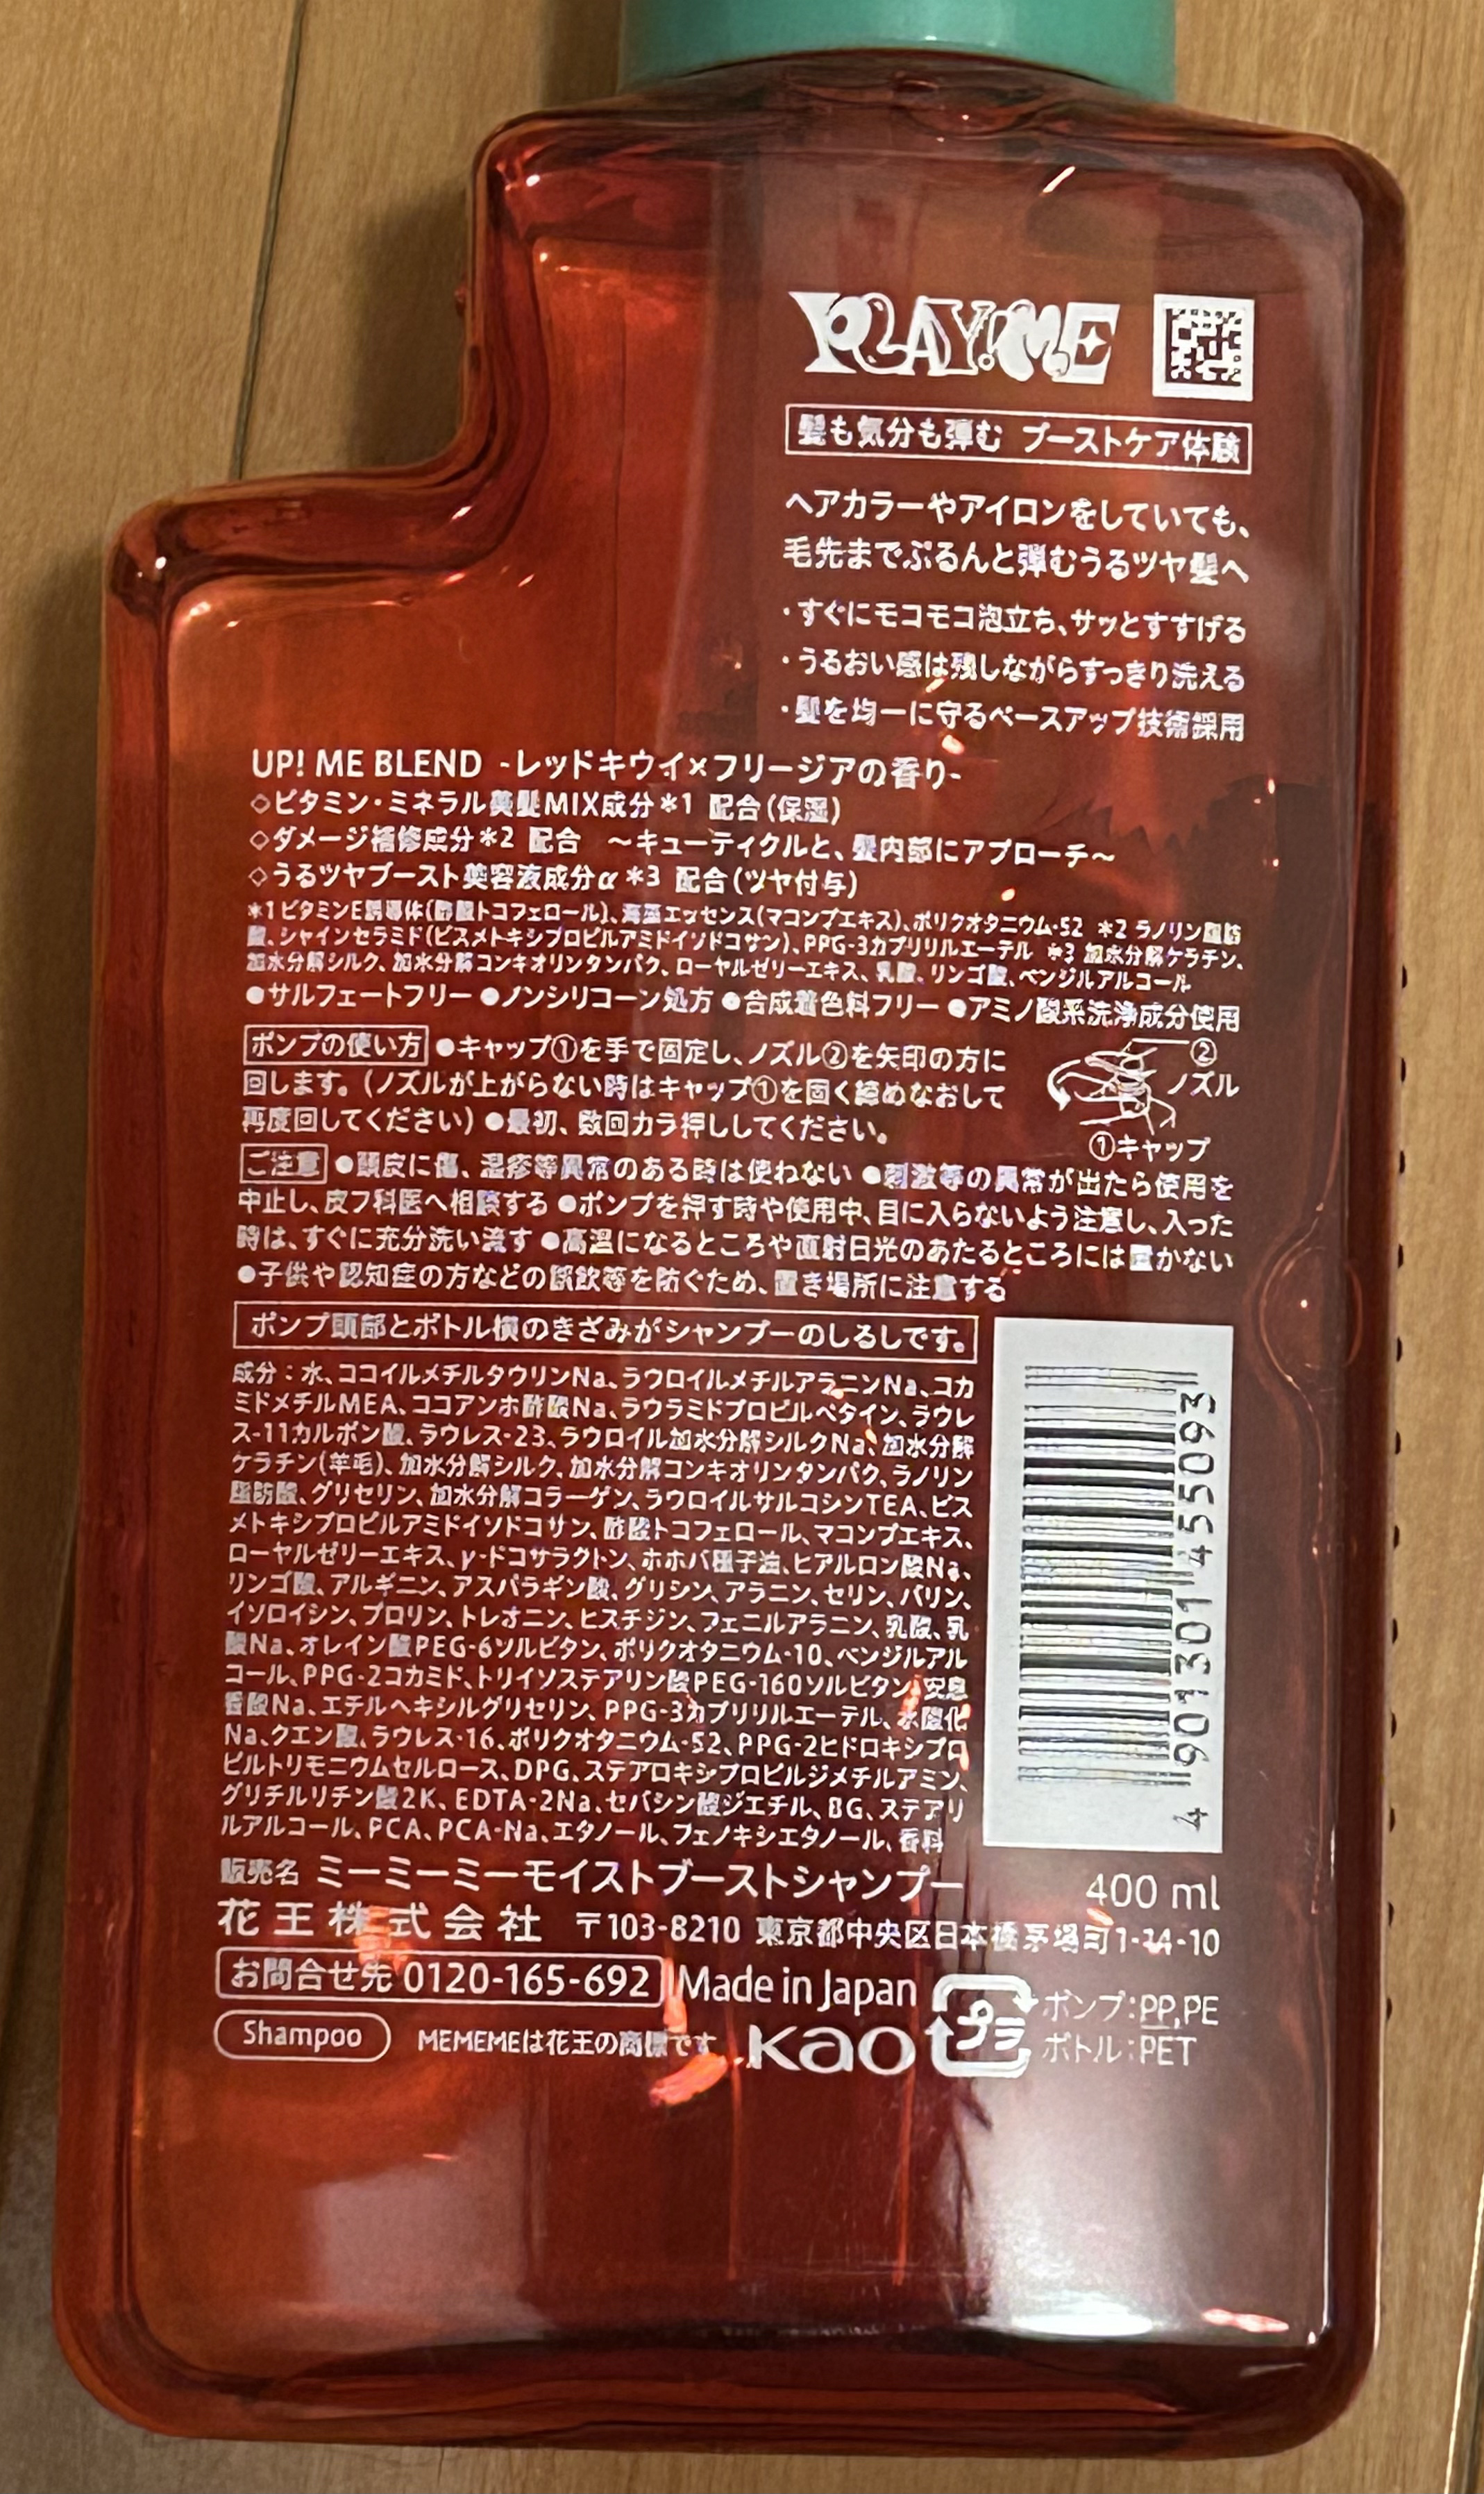 PLAY! ME
髪も気分も弾む ブーストケア体験
ヘアカラーやアイロンをしていても、
毛先までぷるんと弾むうるツヤ髪へ
・すぐにモコモコ泡立ち、サッとすすげる
・うるおい感は残しながらすっきり洗える
・髪を均一に守るベースアップ技術採用
UP! ME BLEND -レッドキウイ×フリージアの香り-
◇ビタミン・ミネラル美髪MIX成分＊1 配合(保湿)
◇ダメージ補修成分＊2 配合 ～キューティクルと、髪内部にアプローチ～
◇うるツヤブースト美容液成分α＊3 配合(ツヤ付与)
＊1 ビタミンE誘導体(酢酸トコフェロール)、海藻エッセンス(マコンブエキス)、ポリクオタニウム-52 ＊2 ラノリン脂肪
酸、シャインセラミド(ビスメトキシプロピルアミドイソドコサン)、PPG-3カプリリルエーテル ＊3 加水分解ケラチン、
加水分解シルク、加水分解コンキオリンタンパク、ローヤルゼリーエキス、乳酸、リンゴ酸、ベンジルアルコール
●サルフェートフリー ●ノンシリコーン処方 ●合成着色料フリー ●アミノ酸系洗浄成分使用
ポンプの使い方 ●キャップ①を手で固定し、ノズル②を矢印の方に
回します。(ノズルが上がらない時はキャップ①を固く締めなおして
再度回してください) ●最初、数回カラ押ししてください。
②
ノズル
①キャップ
ご注意 ●頭皮に傷、湿疹等異常のある時は使わない ●刺激等の異常が出たら使用を
中止し、皮フ科医へ相談する ●ポンプを押す時や使用中、目に入らないよう注意し、入った
時は、すぐに充分洗い流す ●高温になるところや直射日光のあたるところには置かない
●子供や認知症の方などの誤飲等を防ぐため、置き場所に注意する
ポンプ頭部とボトル横のきざみがシャンプーのしるしです。
成分：水、ココイルメチルタウリンNa、ラウロイルメチルアラニンNa、コカ
ミドメチルMEA、ココアンホ酢酸Na、ラウラミドプロピルベタイン、ラウレ
ス-11カルボン酸、ラウレス-23、ラウロイル加水分解シルクNa、加水分解
ケラチン(羊毛)、加水分解シルク、加水分解コンキオリンタンパク、ラノリン
脂肪酸、グリセリン、加水分解コラーゲン、ラウロイルサルコシンTEA、ビス
メトキシプロピルアミドイソドコサン、酢酸トコフェロール、マコンブエキス、
ローヤルゼリーエキス、γ-ドコサラクトン、ホホバ種子油、ヒアルロン酸Na、
リンゴ酸、アルギニン、アスパラギン酸、グリシン、アラニン、セリン、バリン、
イソロイシン、プロリン、トレオニン、ヒスチジン、フェニルアラニン、乳酸、乳
酸Na、オレイン酸PEG-6ソルビタン、ポリクオタニウム-10、ベンジルアル
コール、PPG-2コカミド、トリイソステアリン酸PEG-160ソルビタン、安息
香酸Na、エチルヘキシルグリセリン、PPG-3カプリリルエーテル、水酸化
Na、クエン酸、ラウレス-16、ポリクオタニウム-52、PPG-2ヒドロキシプロ
ピルトリモニウムセルロース、DPG、ステアロキシプロピルジメチルアミン、
グリチルリチン酸2K、EDTA-2Na、セバシン酸ジエチル、BG、ステアリ
ルアルコール、PCA、PCA-Na、エタノール、フェノキシエタノール、香料
4 901301 455093
販売名 ミーミーミーモイストブーストシャンプー 400 ml
花王株式会社 〒103-8210 東京都中央区日本橋茅場町1-14-10
お問合せ先 0120-165-692 Made in Japan
Shampoo MEMEMEは花王の商標です Kao プラ ポンプ：PP,PE
ボトル：PET